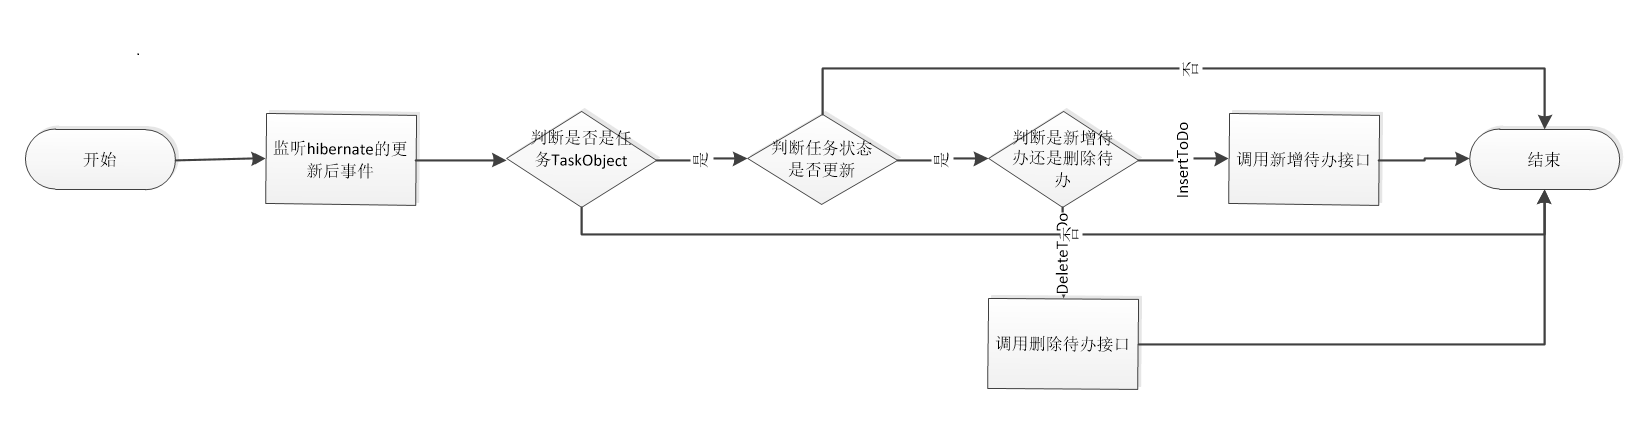 否
开始
监听hibernate的更
新后事件
判断是否是任
务TaskObject
是
判断任务状态
是否更新
是
判断是新增待
办还是删除待
办
InsertToDo
调用新增待办接口
结束
否
DeleteToDo
调用删除待办接口